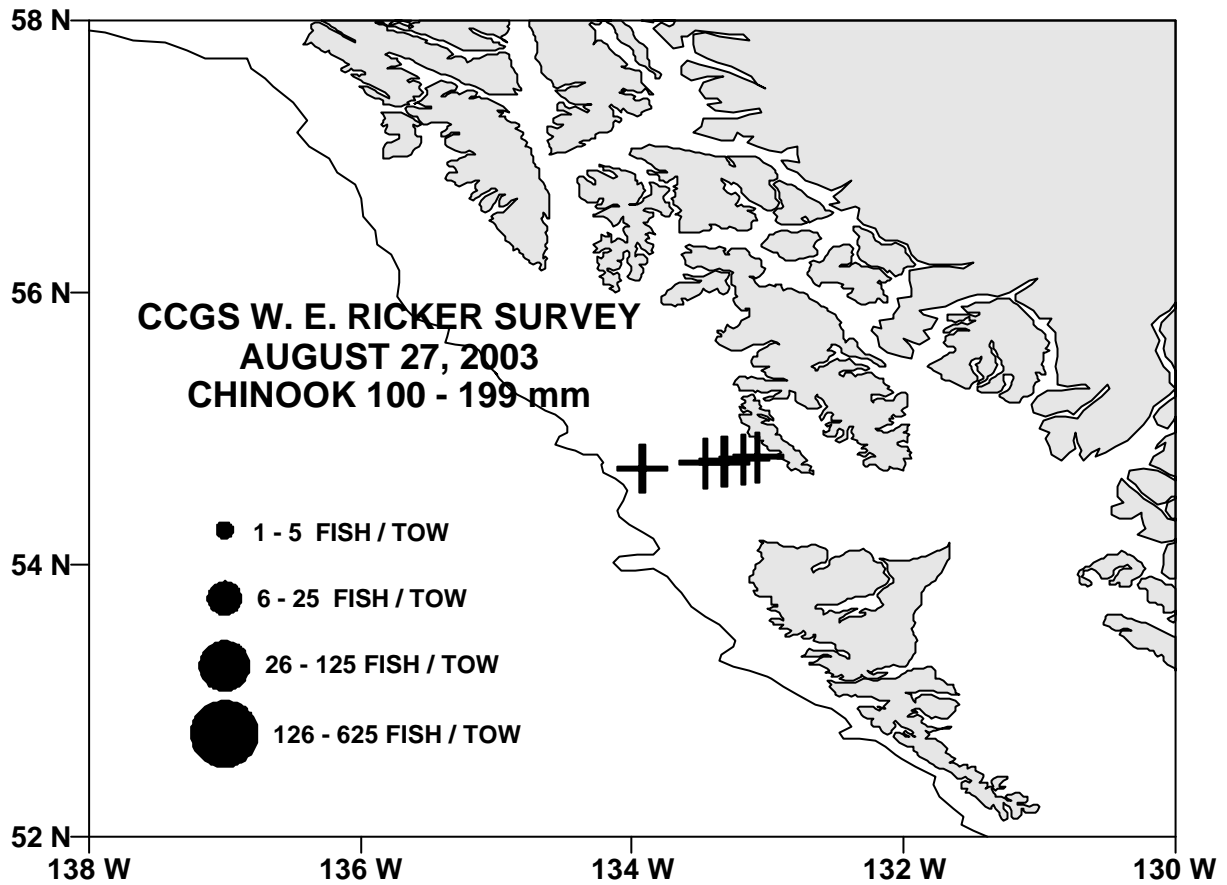 58 N
CCGS W. E. RICKER SURVEY
56 N
AUGUST 27, 2003
CHINOOK 100 - 199 mm
1 - 5 FISH / TOW
54 N
6 - 25 FISH / TOW
26 - 125 FISH / TOW
126 - 625 FISH / TOW
52 N
138 W 136 W 134 W 132 W 130 W